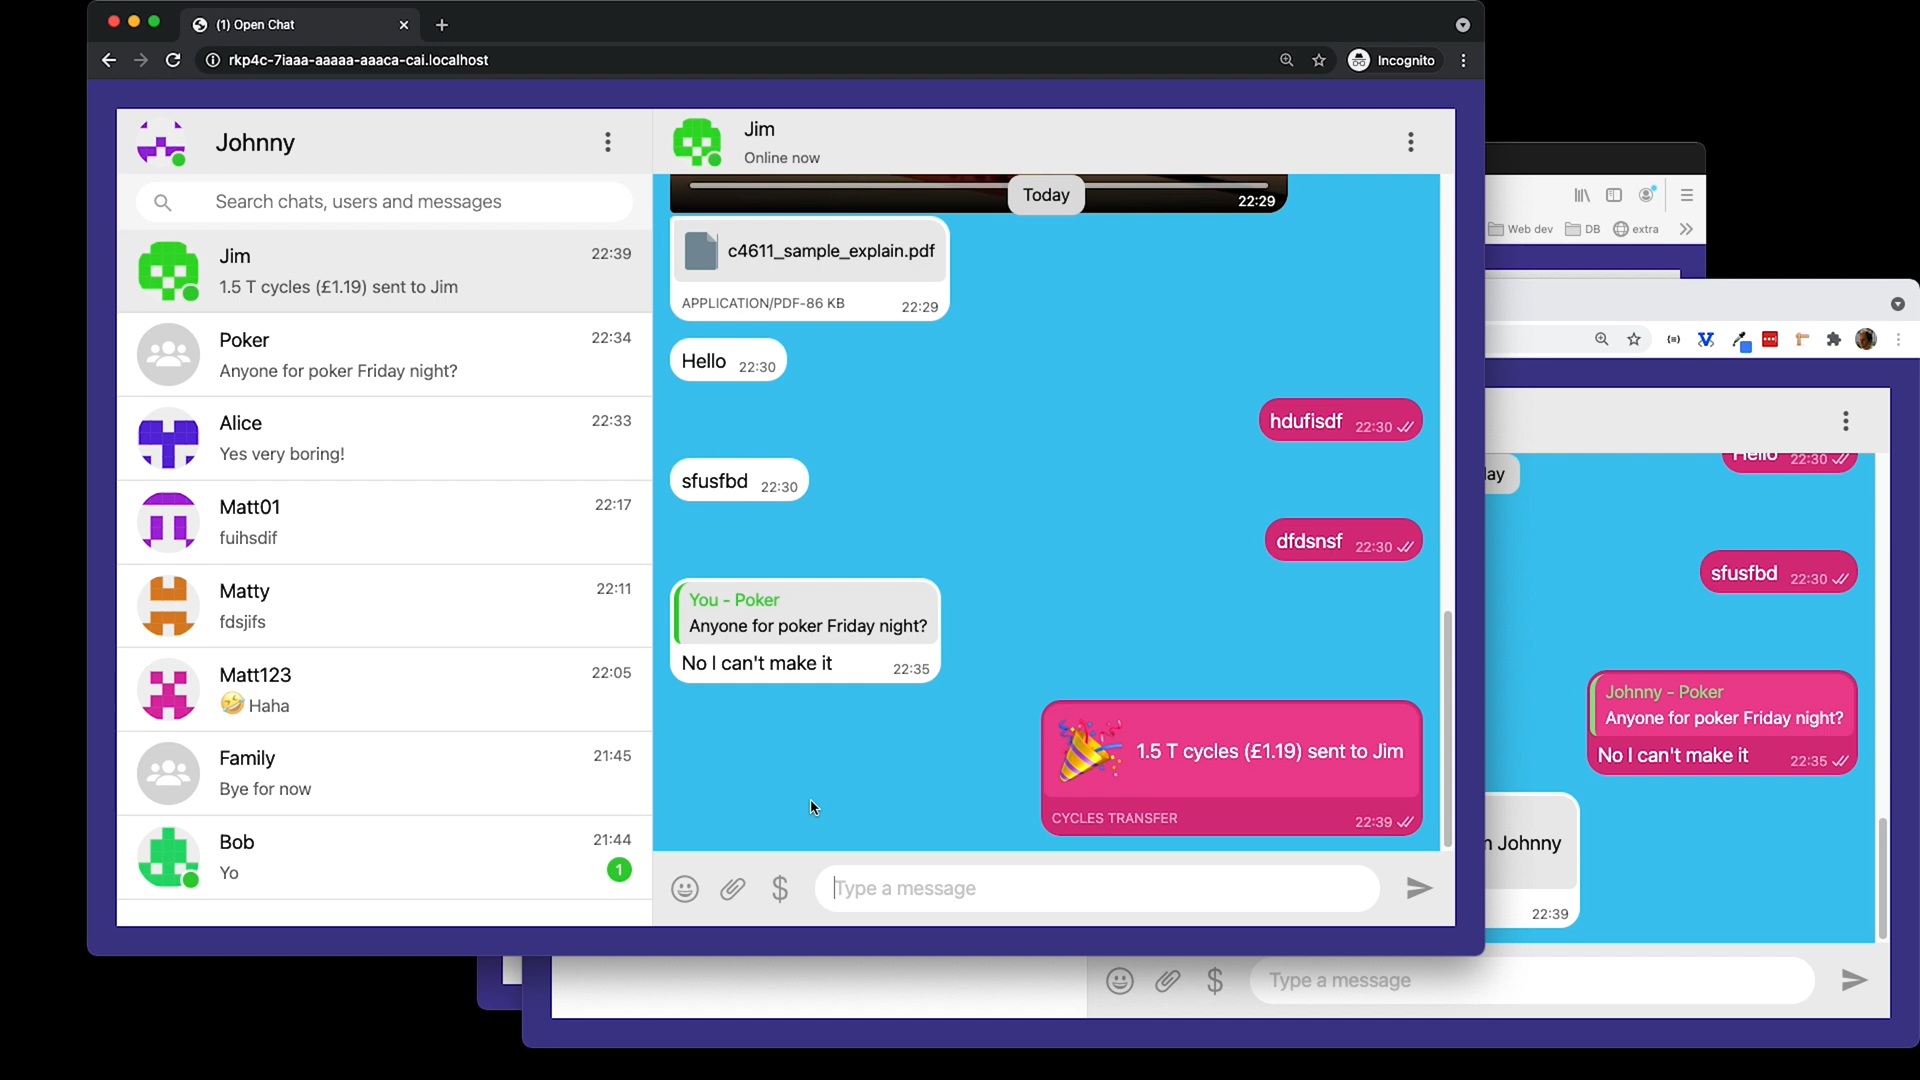 (1) Open Chat
rkp4c-7iaaa-aaaaa-aaaca-cai.localhost
Incognito
Johnny
Search chats, users and messages
Jim
22:39
1.5 T cycles (£1.19) sent to Jim
Poker
22:34
Anyone for poker Friday night?
Alice
22:33
Yes very boring!
Matt01
22:17
fuihsdif
Matty
22:11
fdsjifs
Matt123
22:05
🤣 Haha
Family
21:45
Bye for now
Bob
21:44
Yo
1
Jim
Online now
Today
22:29
c4611_sample_explain.pdf
APPLICATION/PDF-86 KB
22:29
Hello 22:30
hdufisdf 22:30
sfusfbd 22:30
dfdsnsf 22:30
You - Poker
Anyone for poker Friday night?
No I can't make it 22:35
1.5 T cycles (£1.19) sent to Jim
CYCLES TRANSFER 22:39
Type a message
Web dev DB extra
Hello 22:30
ay
sfusfbd 22:30
Johnny - Poker
Anyone for poker Friday night?
No I can't make it 22:35
Johnny
22:39
Type a message